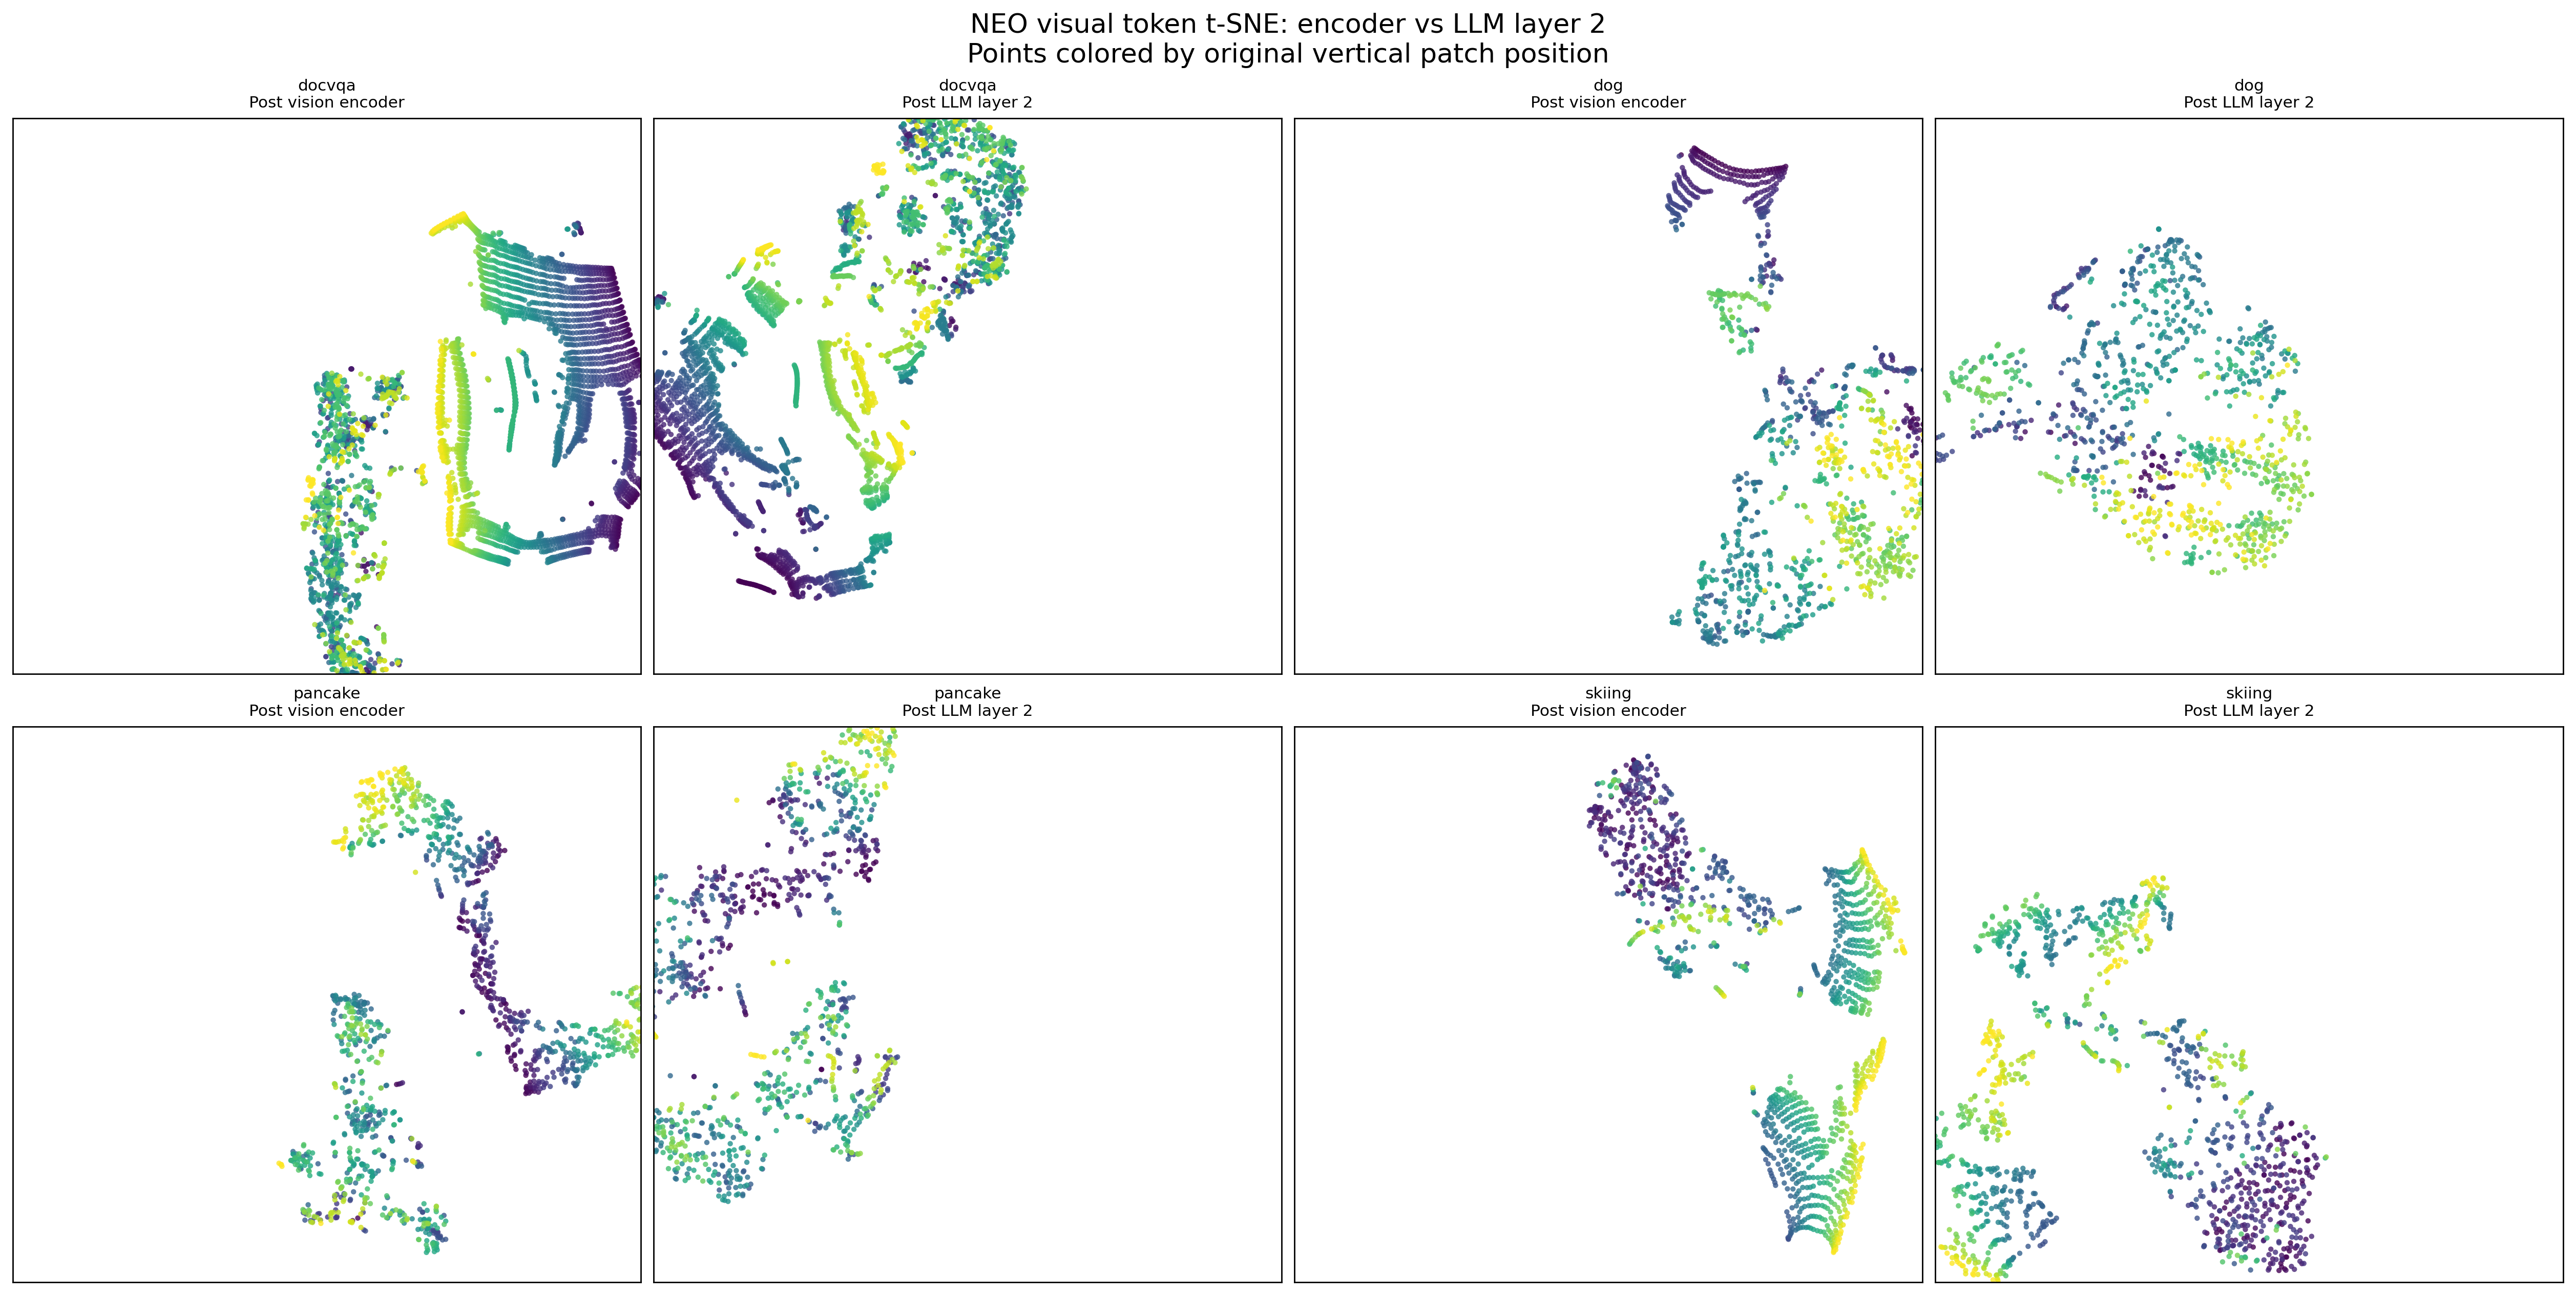 NEO visual token t-SNE: encoder vs LLM layer 2
Points colored by original vertical patch position
docvqa
Post vision encoder
docvqa
Post LLM layer 2
dog
Post vision encoder
dog
Post LLM layer 2
pancake
Post vision encoder
pancake
Post LLM layer 2
skiing
Post vision encoder
skiing
Post LLM layer 2